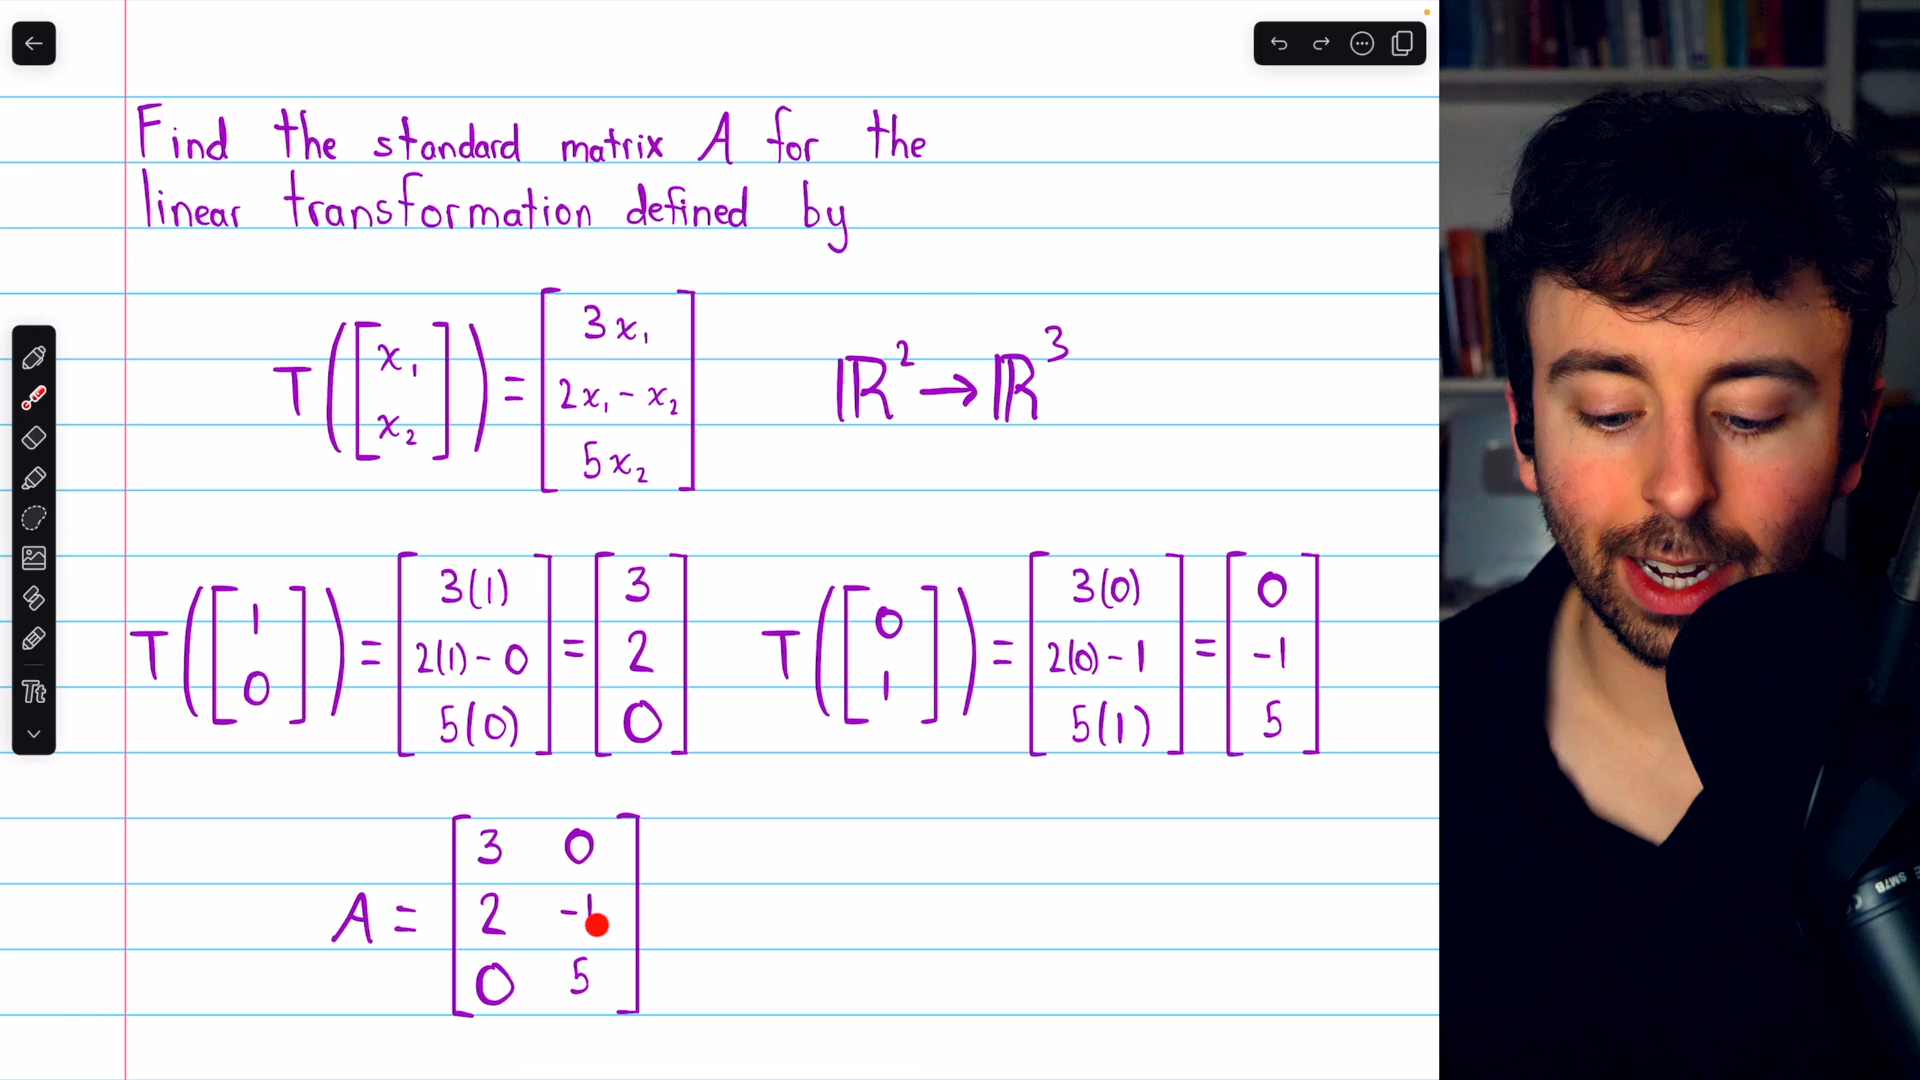 Find the standard matrix A for the
linear transformation defined by
T([x₁ x₂]) = [3x₁ 2x₁ - x₂ 5x₂] ℝ² → ℝ³
T([1 0]) = [3(1) 2(1) - 0 5(0)] = [3 2 0] T([0 1]) = [3(0) 2(0) - 1 5(1)] = [0 -1 5]
A = [3 0
2 -1
0 5]
Tt
SM7B